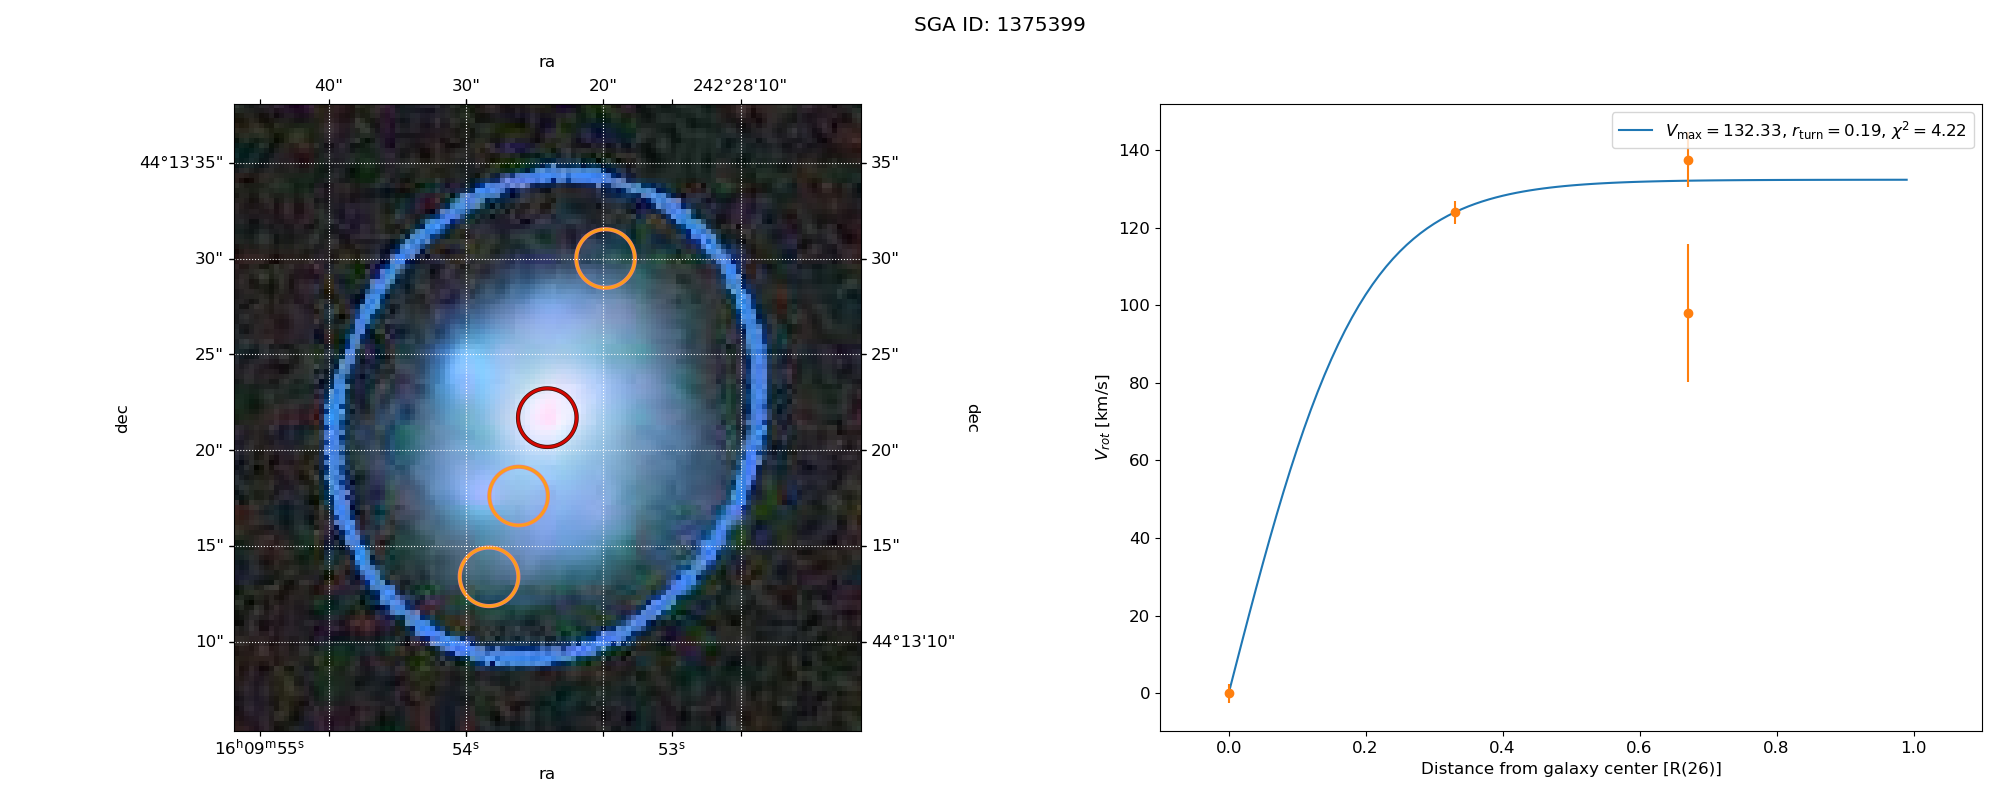 SGA ID: 1375399
ra
40" 30" 20" 242°28'10"
44°13'35" 35"
30" 30"
25" 25"
dec dec
20" 20"
15" 15"
10" 44°13'10"
16h09m55s 54s 53s
ra
Vmax = 132.33, rturn = 0.19, χ² = 4.22
140
120
100
80
60
40
20
0
Vrot [km/s]
0.0 0.2 0.4 0.6 0.8 1.0
Distance from galaxy center [R(26)]